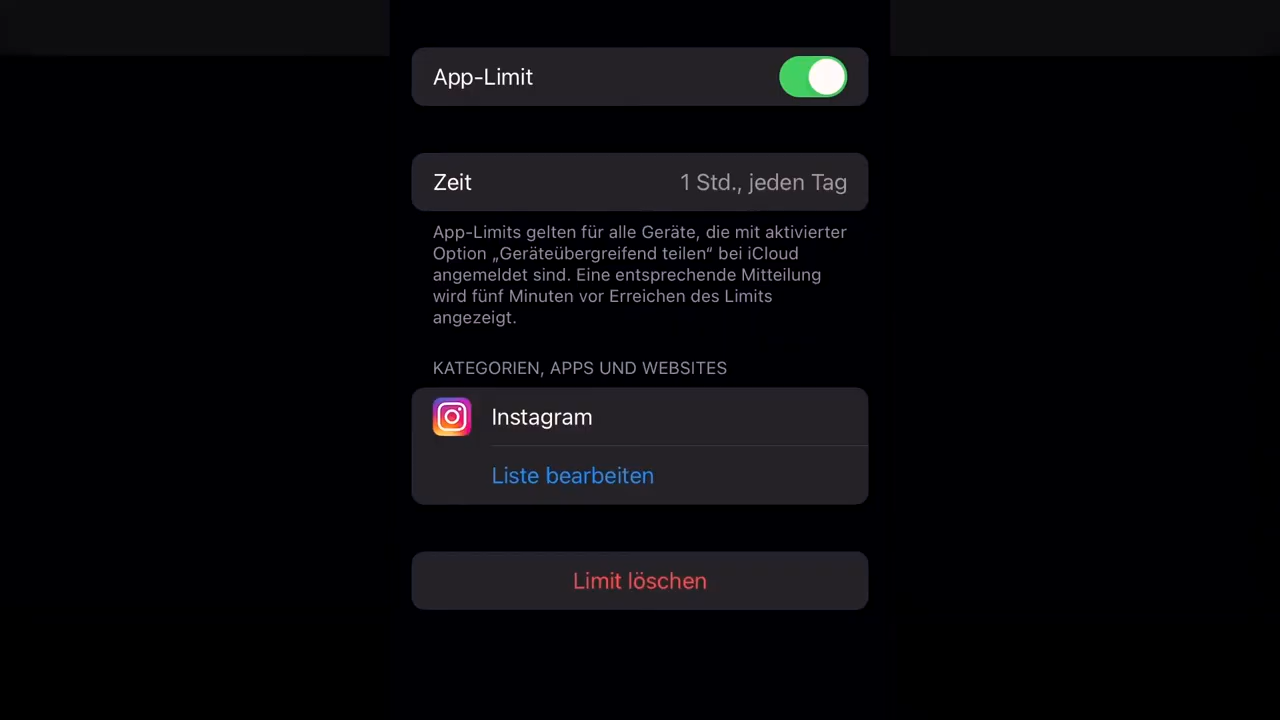 App-Limit
Zeit 1 Std., jeden Tag
App-Limits gelten für alle Geräte, die mit aktivierter
Option „Geräteübergreifend teilen“ bei iCloud
angemeldet sind. Eine entsprechende Mitteilung
wird fünf Minuten vor Erreichen des Limits
angezeigt.
KATEGORIEN, APPS UND WEBSITES
Instagram
Liste bearbeiten
Limit löschen